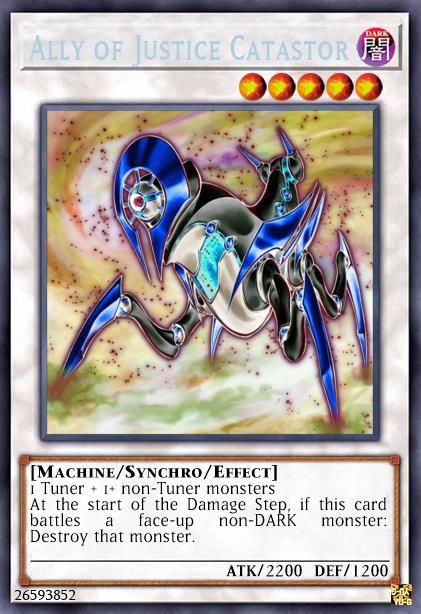 Ally of Justice Catastor
DARK
闇
[Machine/Synchro/Effect]
1 Tuner + 1+ non-Tuner monsters
At the start of the Damage Step, if this card
battles a face-up non-DARK monster:
Destroy that monster.
ATK/2200 DEF/1200
26593852